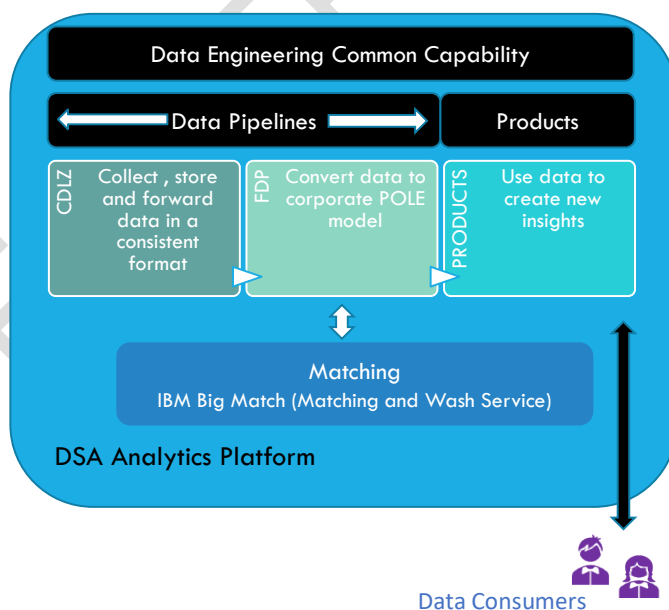 Data Engineering Common Capability
Data Pipelines
Products
CDLZ
Collect , store
and forward
data in a
consistent
format
FDP
Convert data to
corporate POLE
model
PRODUCTS
Use data to
create new
insights
Matching
IBM Big Match (Matching and Wash Service)
DSA Analytics Platform
Data Consumers